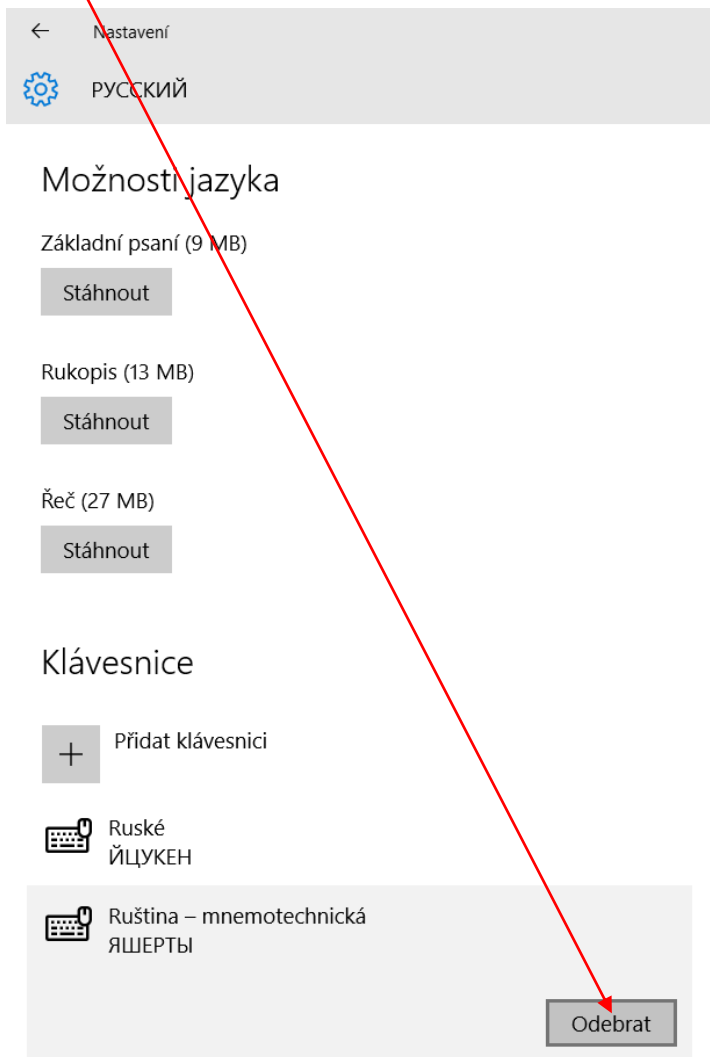 Nastavení
РУССКИЙ
Možnosti jazyka
Základní psaní (9 MB)
Stáhnout
Rukopis (13 MB)
Stáhnout
Řeč (27 MB)
Stáhnout
Klávesnice
Přidat klávesnici
Ruské
ЙЦУКЕН
Ruština – mnemotechnická
ЯШЕРТЫ
Odebrat